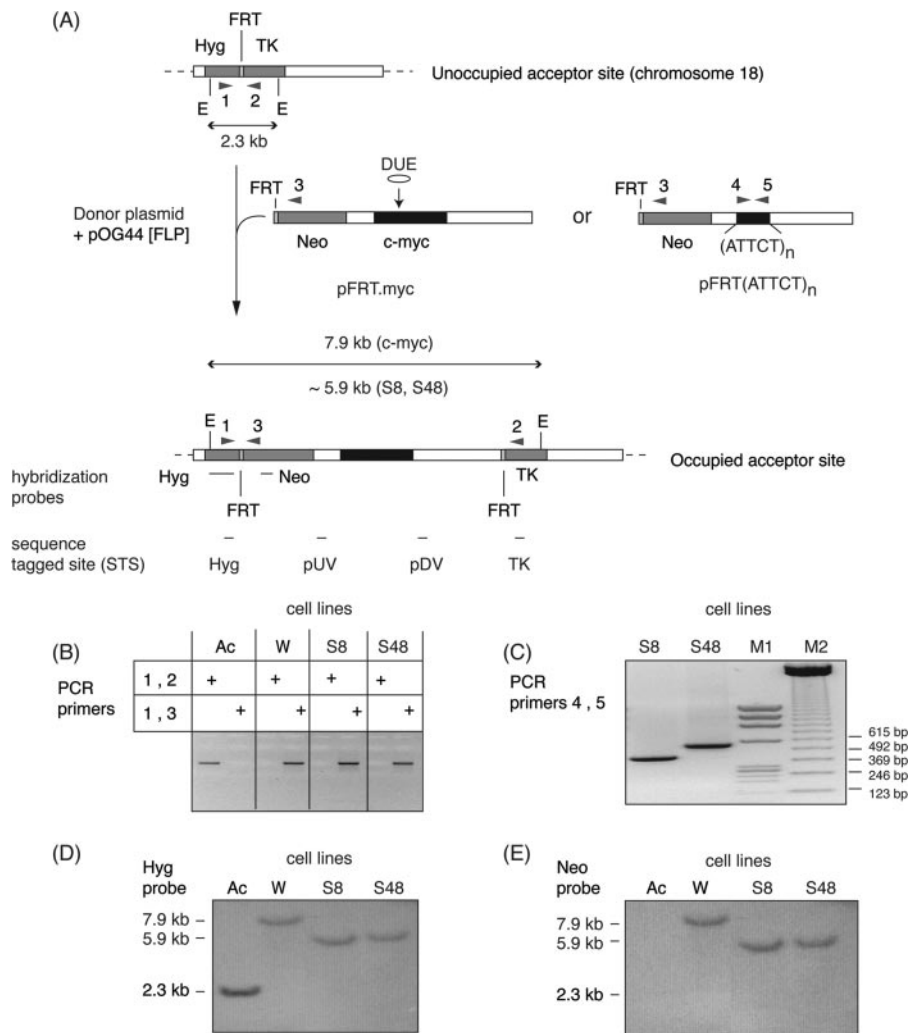 (A)
FRT
Hyg TK
Unoccupied acceptor site (chromosome 18)
1 2
E E
2.3 kb
DUE
FRT 3
FRT 3 4 5
Donor plasmid
+ pOG44 [FLP]
or
Neo c-myc
Neo (ATTCT)n
pFRT.myc
pFRT(ATTCT)n
7.9 kb (c-myc)
~ 5.9 kb (S8, S48)
E 1 3 2 E
Occupied acceptor site
hybridization
probes
Hyg Neo TK
FRT FRT
sequence
tagged site (STS)
Hyg pUV pDV TK
cell lines
(B)
Ac W S8 S48
PCR
primers
1 , 2 + + + +
1 , 3 + + + +
cell lines
(C)
S8 S48 M1 M2
PCR
primers 4 , 5
615 bp
492 bp
369 bp
246 bp
123 bp
(D)
cell lines
Hyg
probe
Ac W S8 S48
7.9 kb
5.9 kb
2.3 kb
(E)
cell lines
Neo
probe
Ac W S8 S48
7.9 kb
5.9 kb
2.3 kb